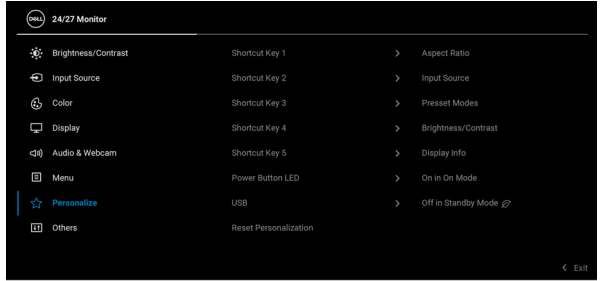 DELL 24/27 Monitor
Brightness/Contrast Shortcut Key 1 > Aspect Ratio
Input Source Shortcut Key 2 > Input Source
Color Shortcut Key 3 > Presset Modes
Display Shortcut Key 4 > Brightness/Contrast
Audio & Webcam Shortcut Key 5 > Display Info
Menu Power Button LED > On in On Mode
Personalize USB > Off in Standby Mode
Others Reset Personalization
< Exit